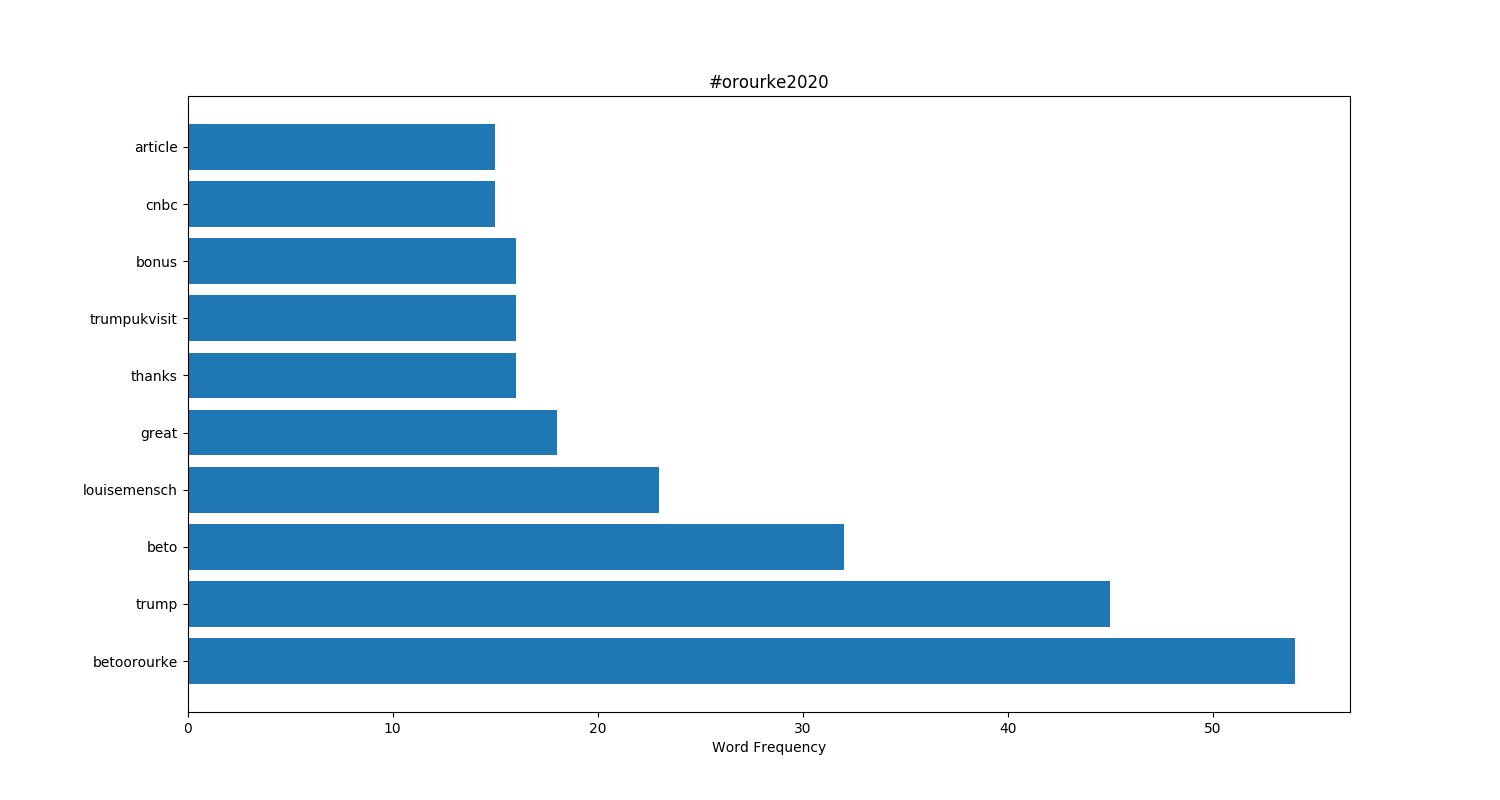 #orourke2020
article
cnbc
bonus
trumpukvisit
thanks
great
louisemensch
beto
trump
betoorourke
0 10 20 30 40 50
Word Frequency